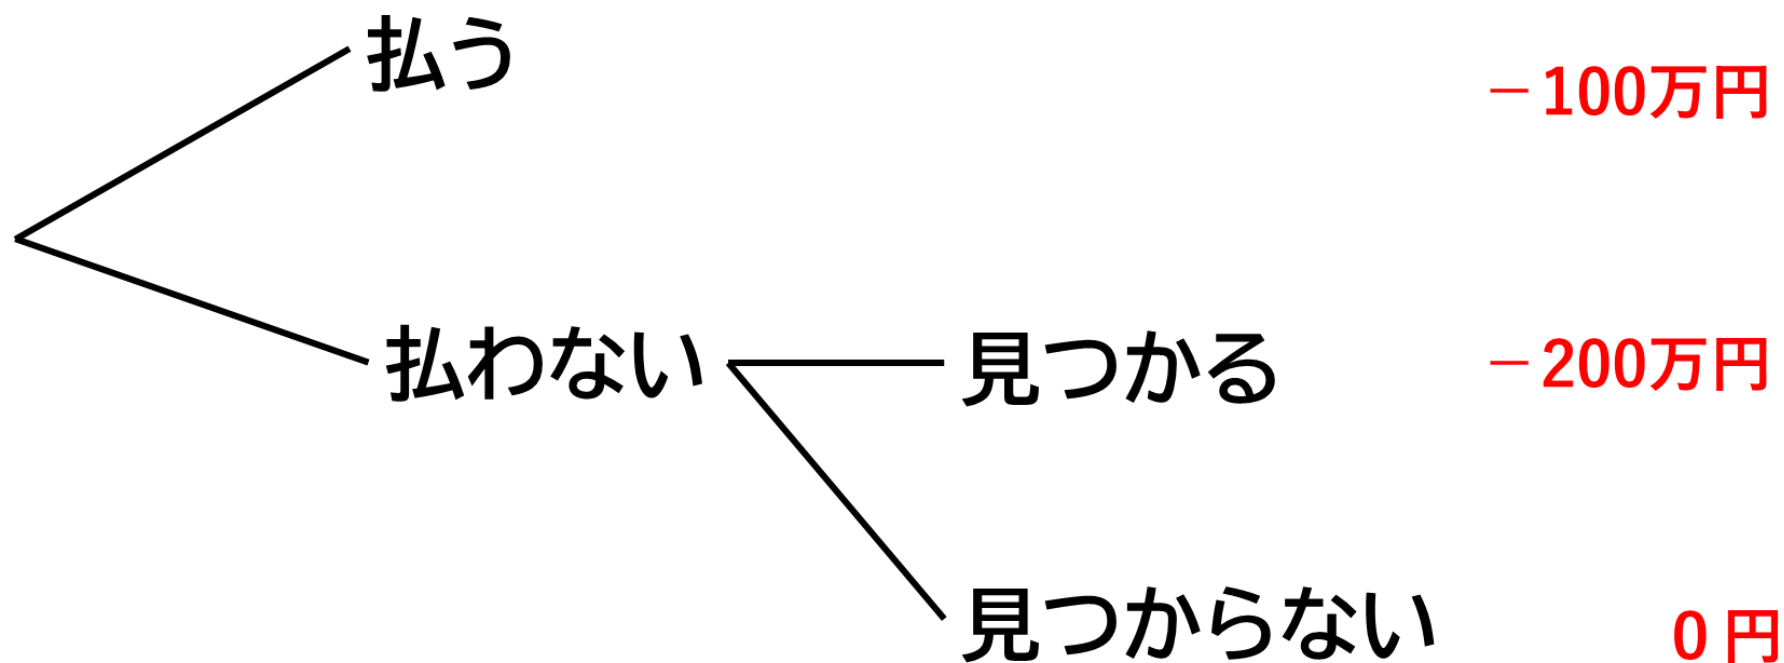 払う
－100万円
払わない
見つかる
－200万円
見つからない
0円